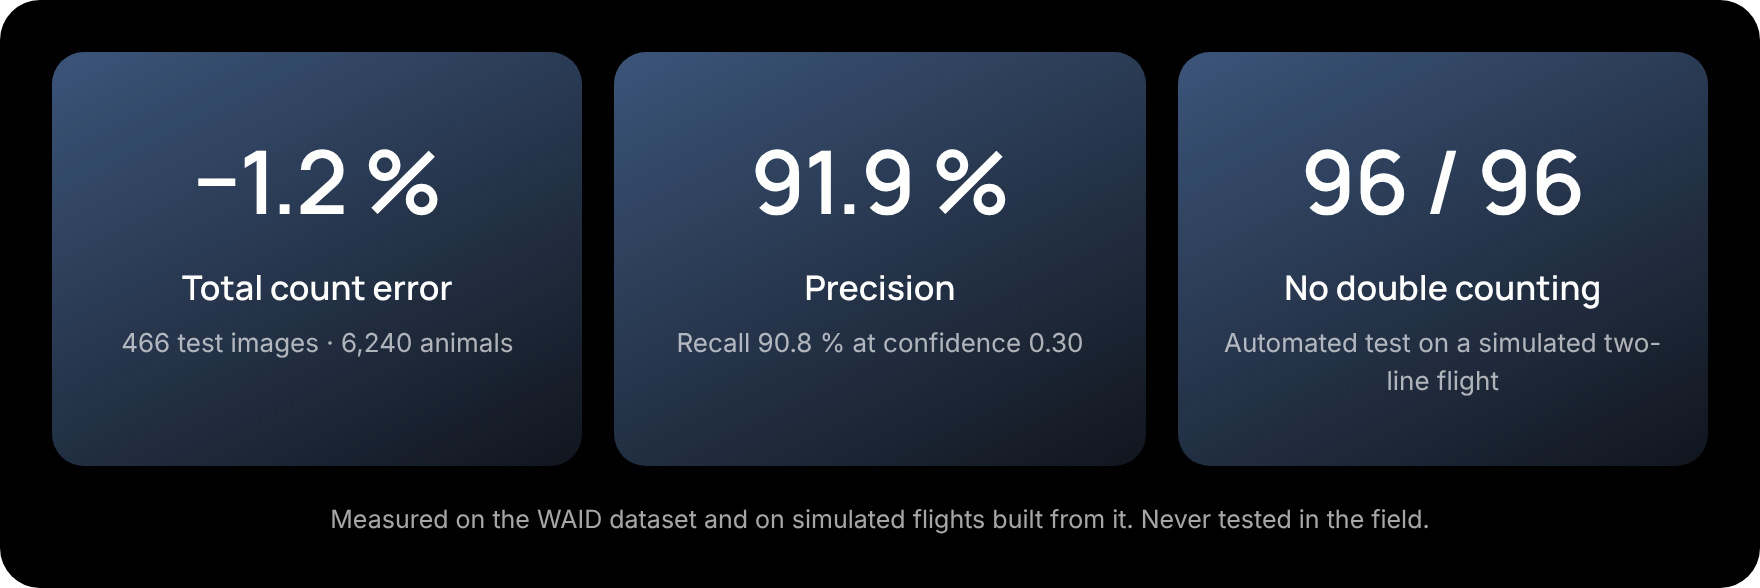 −1.2 %
Total count error
466 test images · 6,240 animals
91.9 %
Precision
Recall 90.8 % at confidence 0.30
96 / 96
No double counting
Automated test on a simulated two-
line flight
Measured on the WAID dataset and on simulated flights built from it. Never tested in the field.